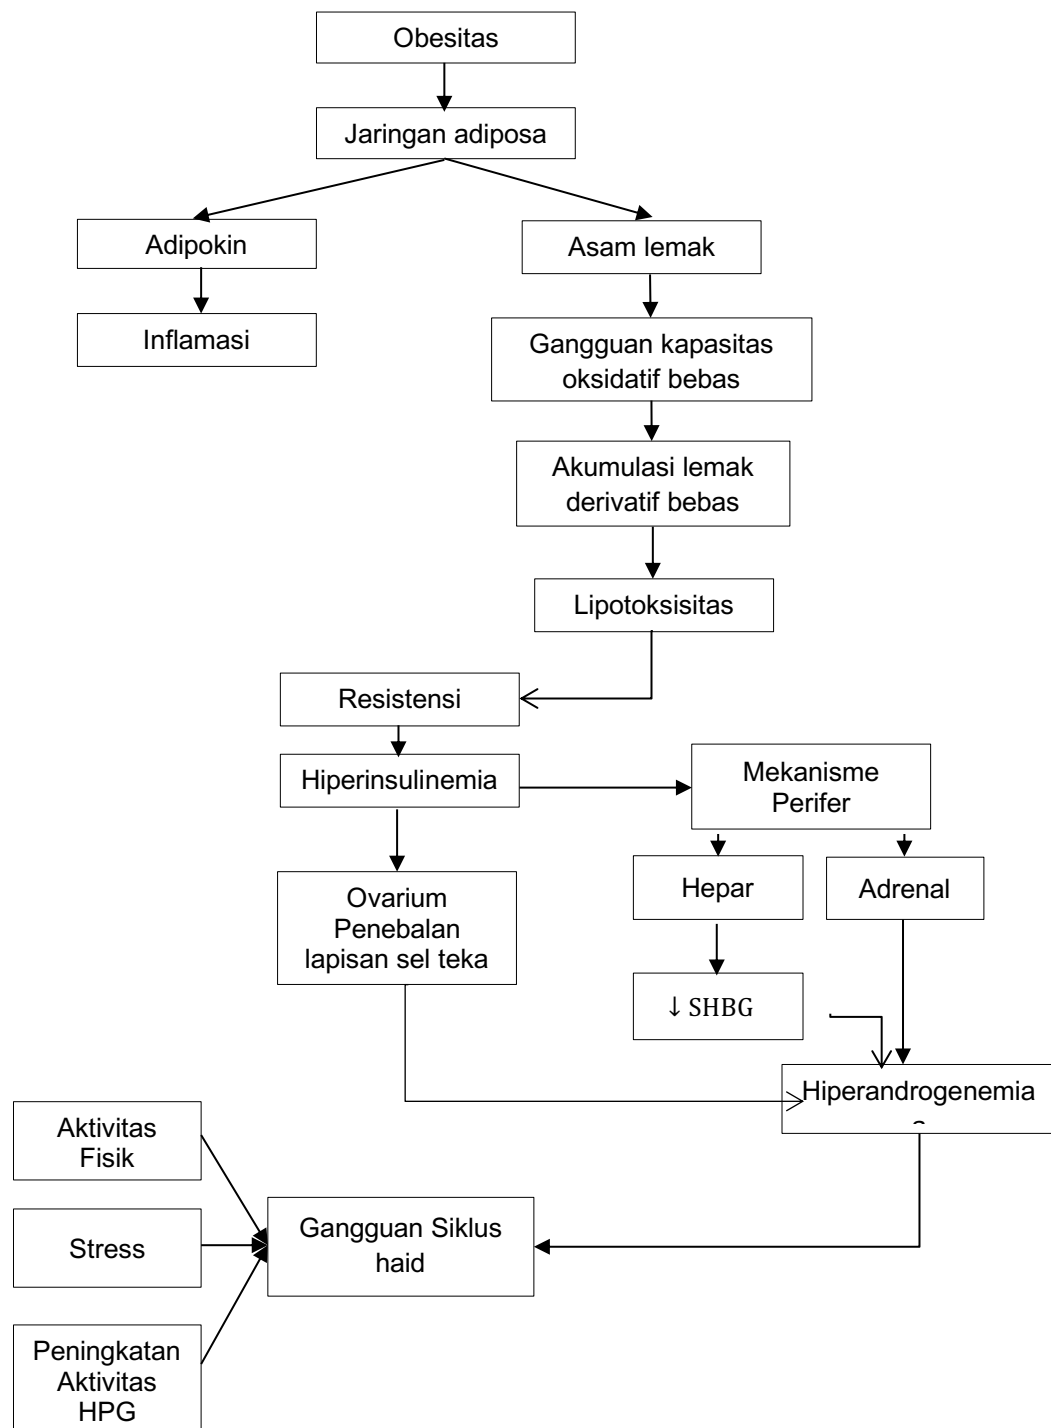 Obesitas
Jaringan adiposa
Adipokin
Asam lemak
Inflamasi
Gangguan kapasitas
oksidatif bebas
Akumulasi lemak
derivatif bebas
Lipotoksisitas
Resistensi
Hiperinsulinemia
Mekanisme
Perifer
Ovarium
Penebalan
lapisan sel teka
Hepar
Adrenal
↓ SHBG
Hiperandrogenemia
Aktivitas
Fisik
Stress
Gangguan Siklus
haid
Peningkatan
Aktivitas
HPG